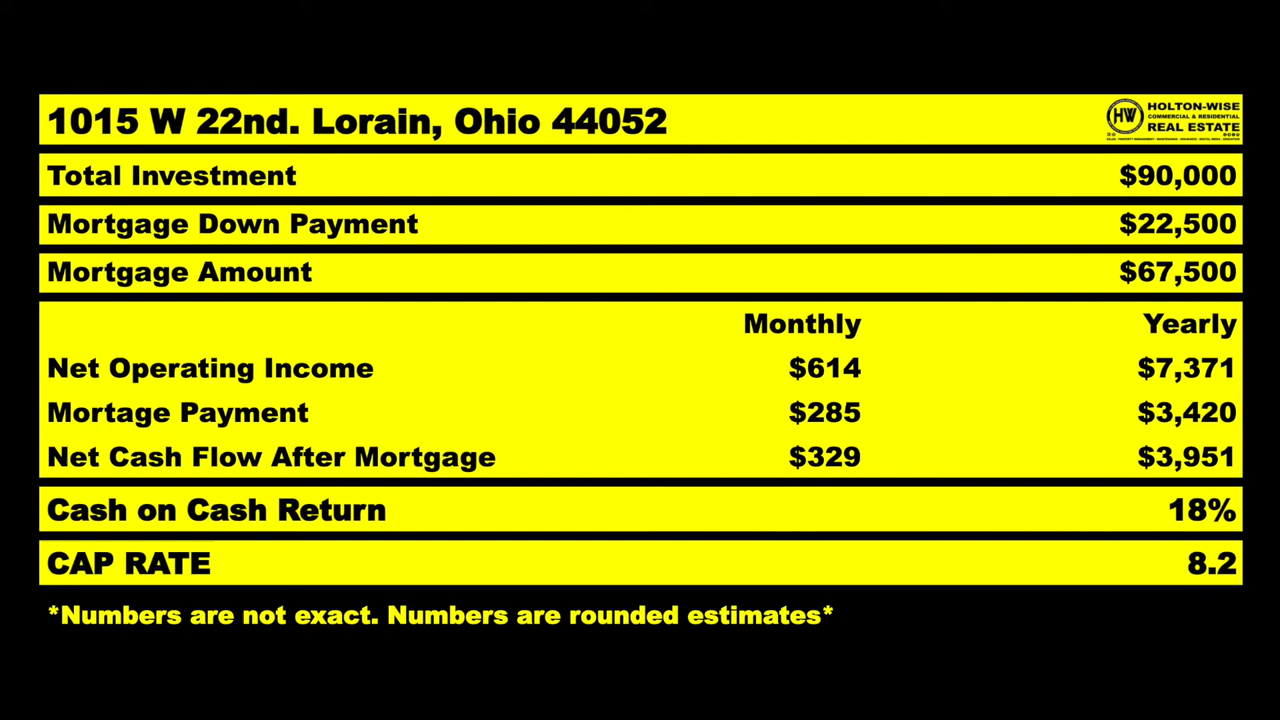 1015 W 22nd. Lorain, Ohio 44052
HW
HOLTON-WISE
COMMERCIAL & RESIDENTIAL
REAL ESTATE
Total Investment $90,000
Mortgage Down Payment $22,500
Mortgage Amount $67,500
Monthly Yearly
Net Operating Income $614 $7,371
Mortage Payment $285 $3,420
Net Cash Flow After Mortgage $329 $3,951
Cash on Cash Return 18%
CAP RATE 8.2
*Numbers are not exact. Numbers are rounded estimates*